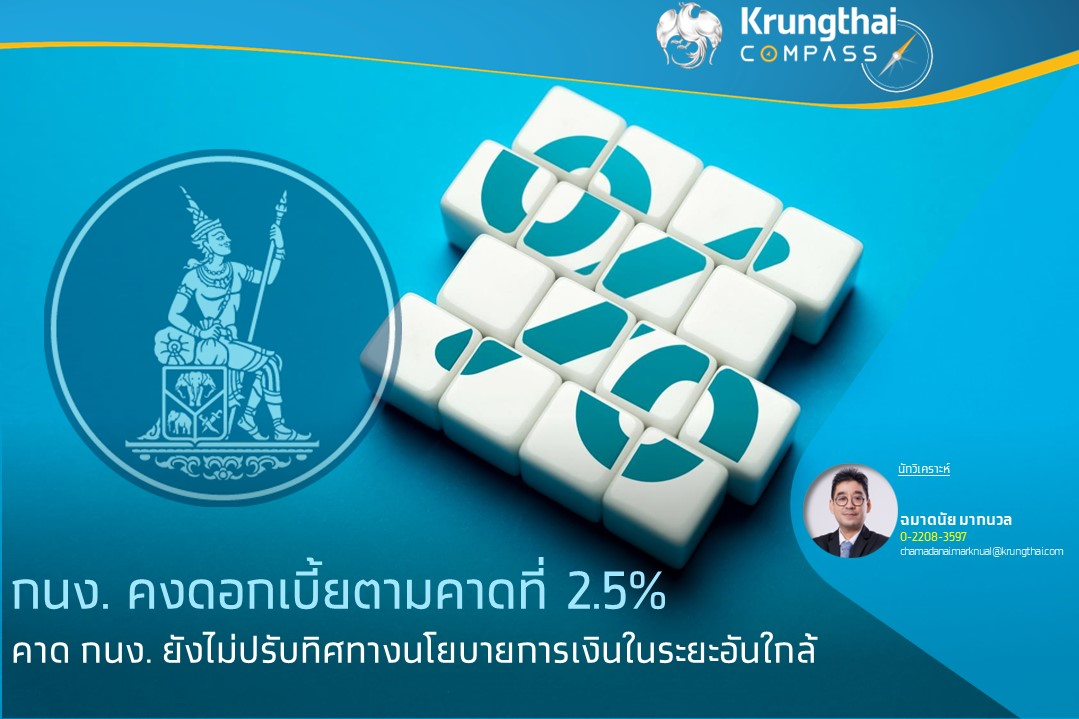 Krungthai
COMPASS
นักวิเคราะห์
ฉมาดนัย มากนวล
0-2208-3597
chamadanai.marknual@krungthai.com
กนง. คงดอกเบี้ยตามคาดที่ 2.5%
คาด กนง. ยังไม่ปรับทิศทางนโยบายการเงินในระยะอันใกล้